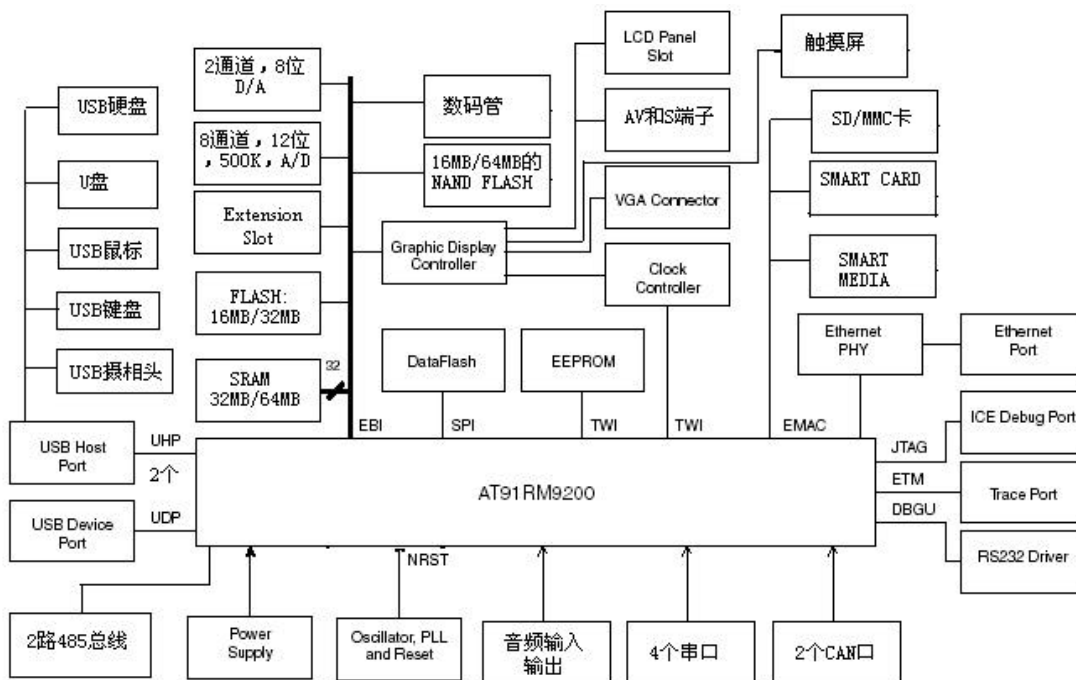 LCD Panel
Slot
触摸屏
2通道，8位
D/A
USB硬盘
数码管
AV和S端子
SD/MMC卡
8通道，12位
，500K，A/D
16MB/64MB的
NAND FLASH
U盘
VGA Connector
SMART CARD
Extension
Slot
Graphic Display
Controller
USB鼠标
Clock
Controller
SMART
MEDIA
FLASH:
16MB/32MB
USB键盘
Ethernet
PHY
Ethernet
Port
DataFlash
EEPROM
USB摄相头
SRAM
32MB/64MB
32
EBI
SPI
TWI
TWI
EMAC
ICE Debug Port
USB Host
Port
UHP
2个
JTAG
AT91RM9200
ETM
Trace Port
USB Device
Port
UDP
DBGU
NRST
RS232 Driver
2路485总线
Power
Supply
Oscillator, PLL
and Reset
音频输入
输出
4个串口
2个CAN口